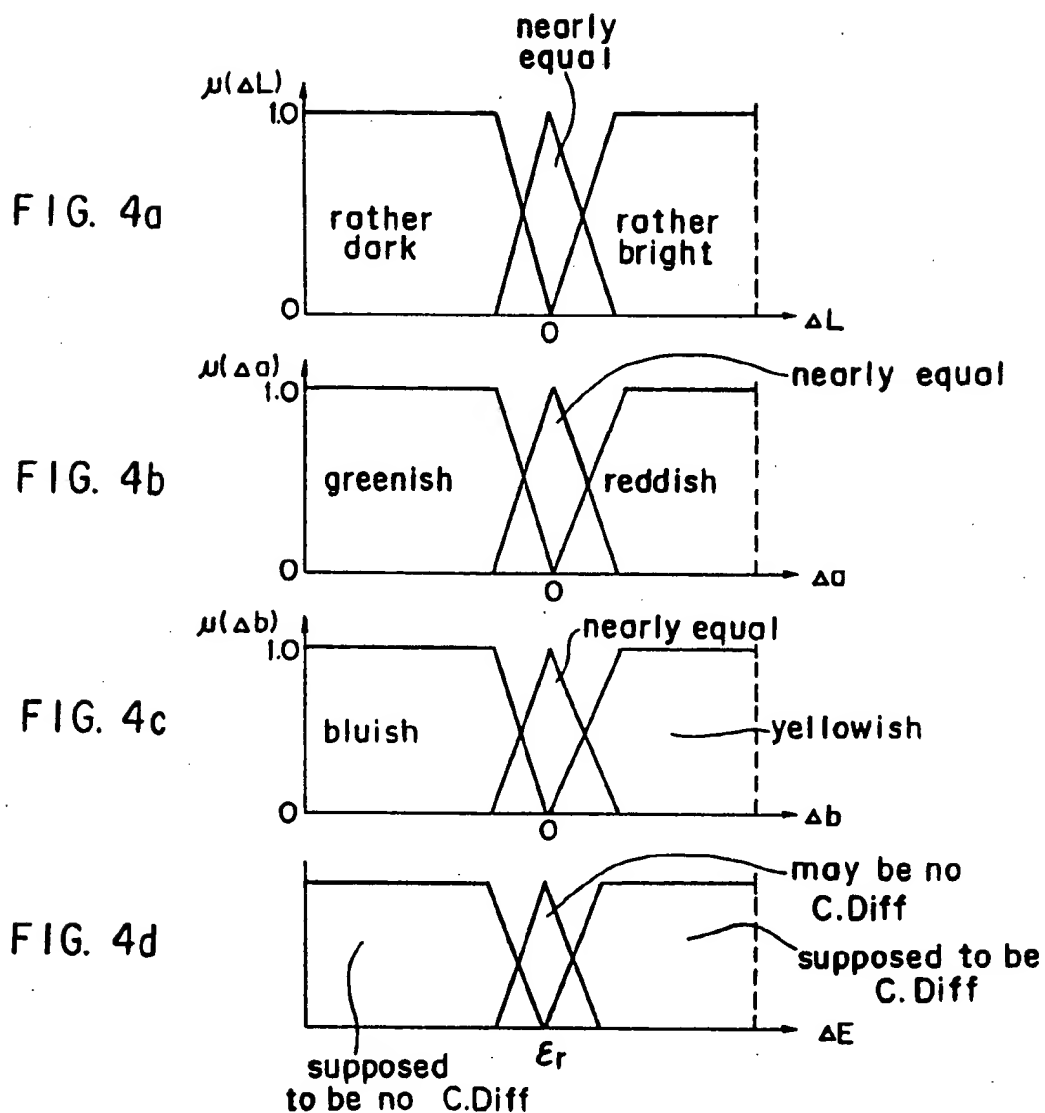 nearly
equal
μ(ΔL)
1.0
FIG. 4a
rather
dark
rather
bright
0
0
ΔL
μ(Δa)
1.0
nearly equal
FIG. 4b
greenish
reddish
0
0
Δa
μ(Δb)
nearly equal
1.0
FIG. 4c
bluish
yellowish
0
0
Δb
may be no
C.Diff
FIG. 4d
supposed to be
C.Diff
εr
ΔE
supposed
to be no C.Diff